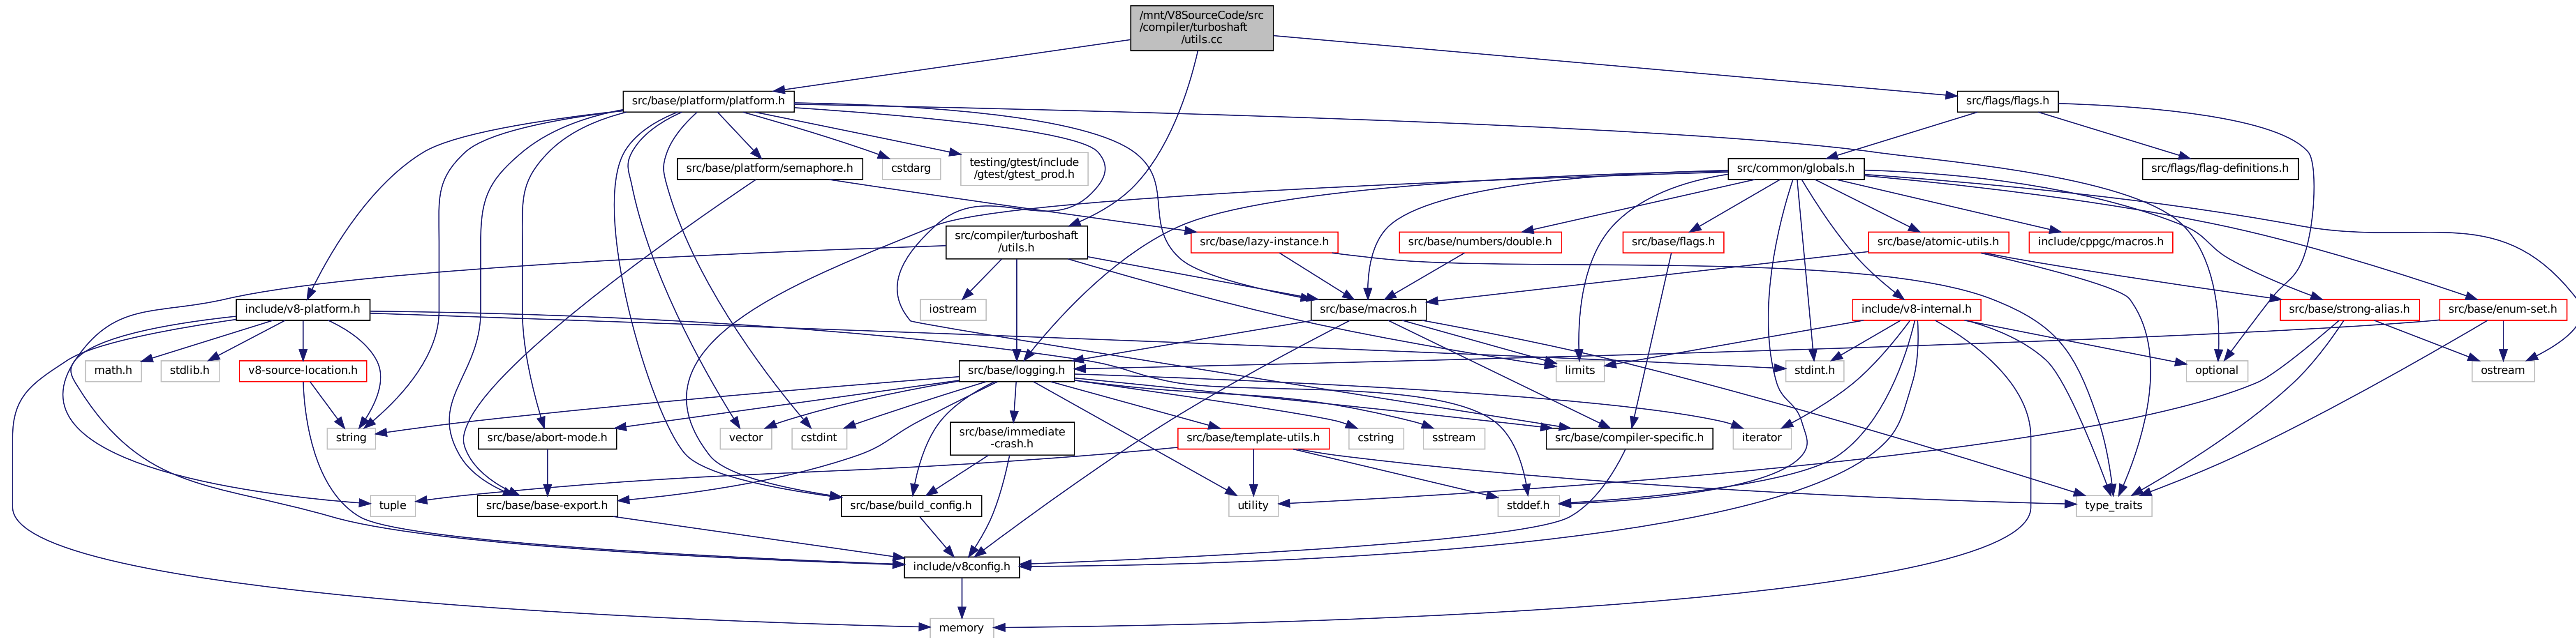 /mnt/V8SourceCode/src
/compiler/turboshaft
/utils.cc
src/base/platform/platform.h
src/flags/flags.h
src/base/platform/semaphore.h
cstdarg
testing/gtest/include
/gtest/gtest_prod.h
src/common/globals.h
src/flags/flag-definitions.h
src/compiler/turboshaft
/utils.h
src/base/lazy-instance.h
src/base/numbers/double.h
src/base/flags.h
src/base/atomic-utils.h
include/cppgc/macros.h
include/v8-platform.h
iostream
src/base/macros.h
include/v8-internal.h
src/base/strong-alias.h
src/base/enum-set.h
math.h
stdlib.h
v8-source-location.h
src/base/logging.h
limits
stdint.h
optional
ostream
string
src/base/abort-mode.h
vector
cstdint
src/base/immediate
-crash.h
src/base/template-utils.h
cstring
sstream
src/base/compiler-specific.h
iterator
tuple
src/base/base-export.h
src/base/build_config.h
utility
stddef.h
type_traits
include/v8config.h
memory